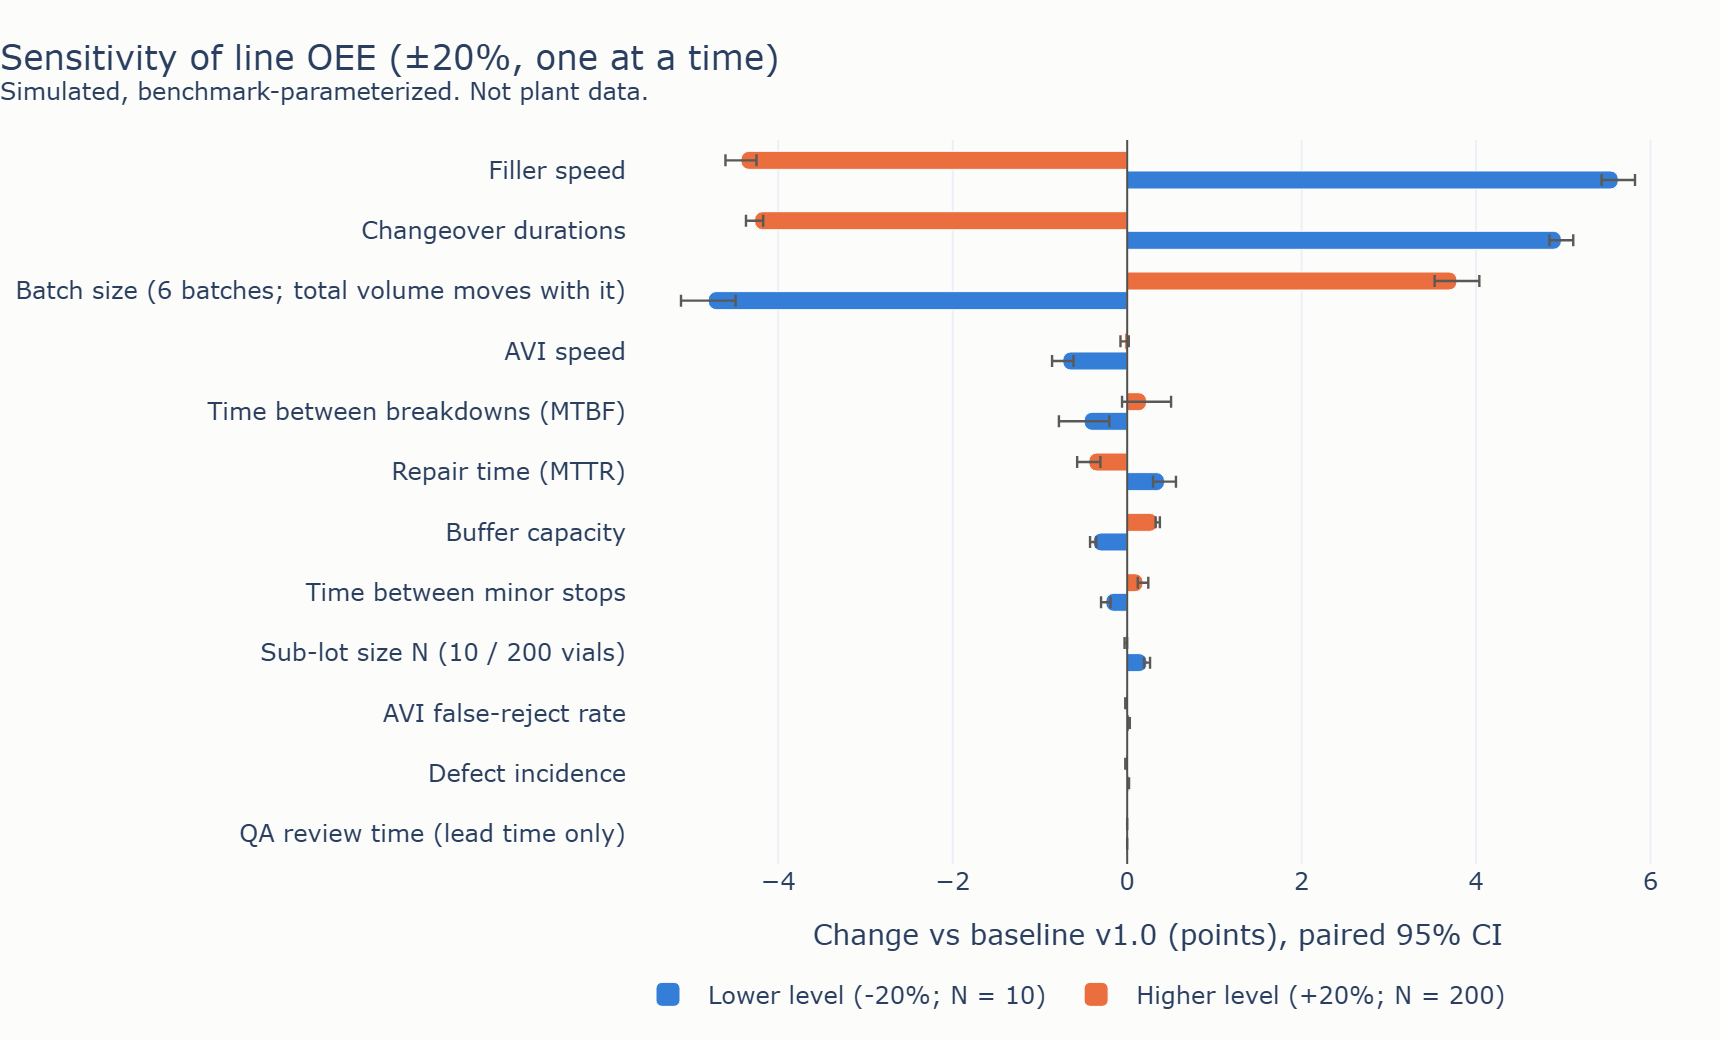 Sensitivity of line OEE (±20%, one at a time)
Simulated, benchmark-parameterized. Not plant data.
Filler speed
Changeover durations
Batch size (6 batches; total volume moves with it)
AVI speed
Time between breakdowns (MTBF)
Repair time (MTTR)
Buffer capacity
Time between minor stops
Sub-lot size N (10 / 200 vials)
AVI false-reject rate
Defect incidence
QA review time (lead time only)
−4 −2 0 2 4 6
Change vs baseline v1.0 (points), paired 95% CI
Lower level (-20%; N = 10) Higher level (+20%; N = 200)